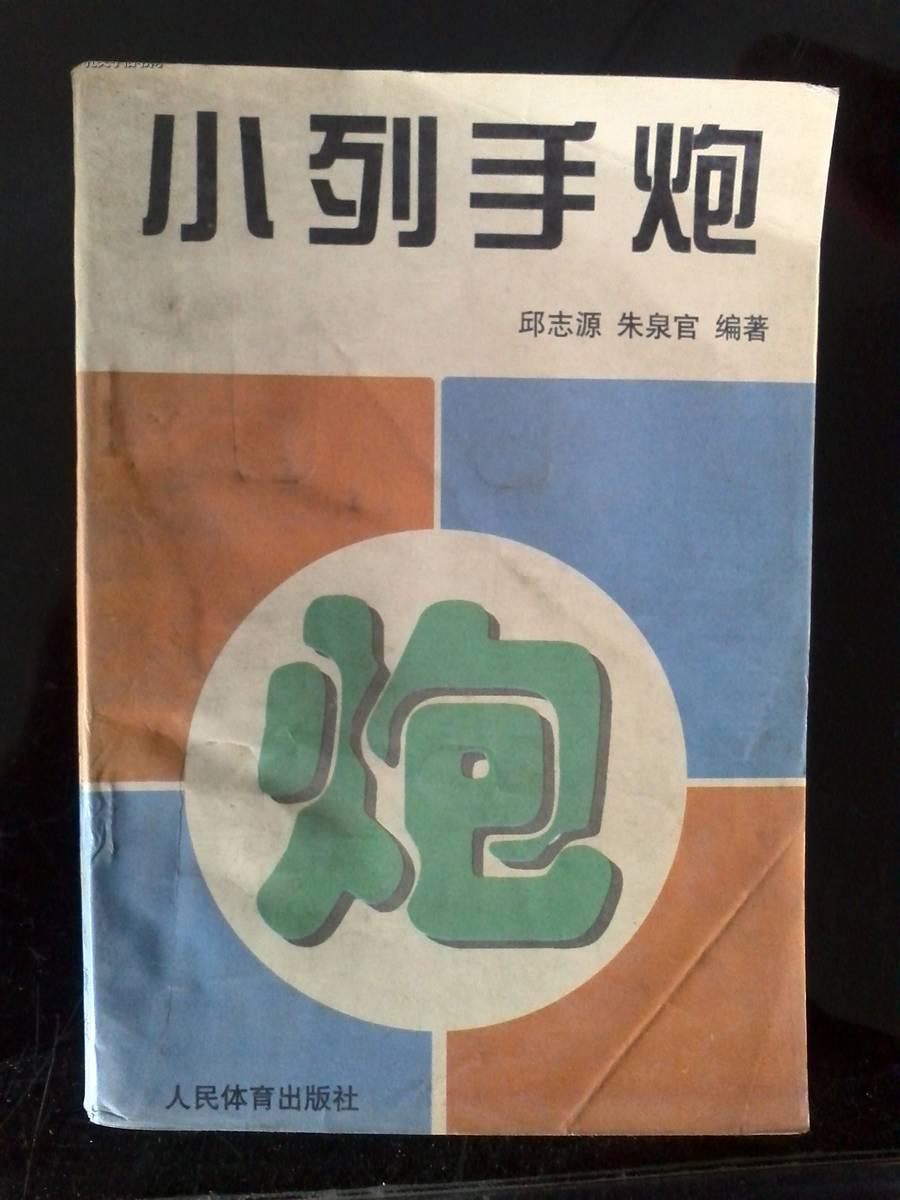 小列手炮
邱志源 朱泉官 编著
炮
人民体育出版社